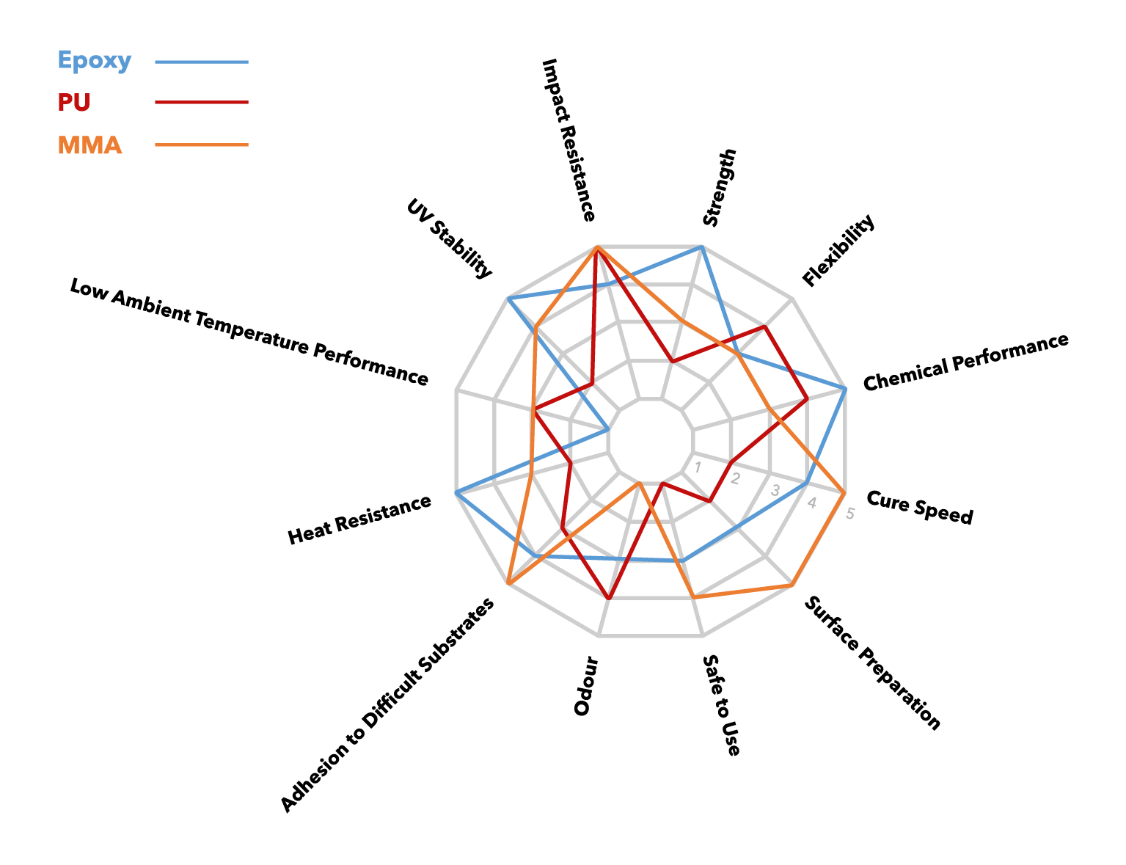 Epoxy
PU
MMA
Impact Resistance
Strength
Flexibility
Chemical Performance
Cure Speed
Surface Preparation
Safe to Use
Odour
Adhesion to Difficult Substrates
Heat Resistance
Low Ambient Temperature Performance
UV Stability
1
2
3
4
5